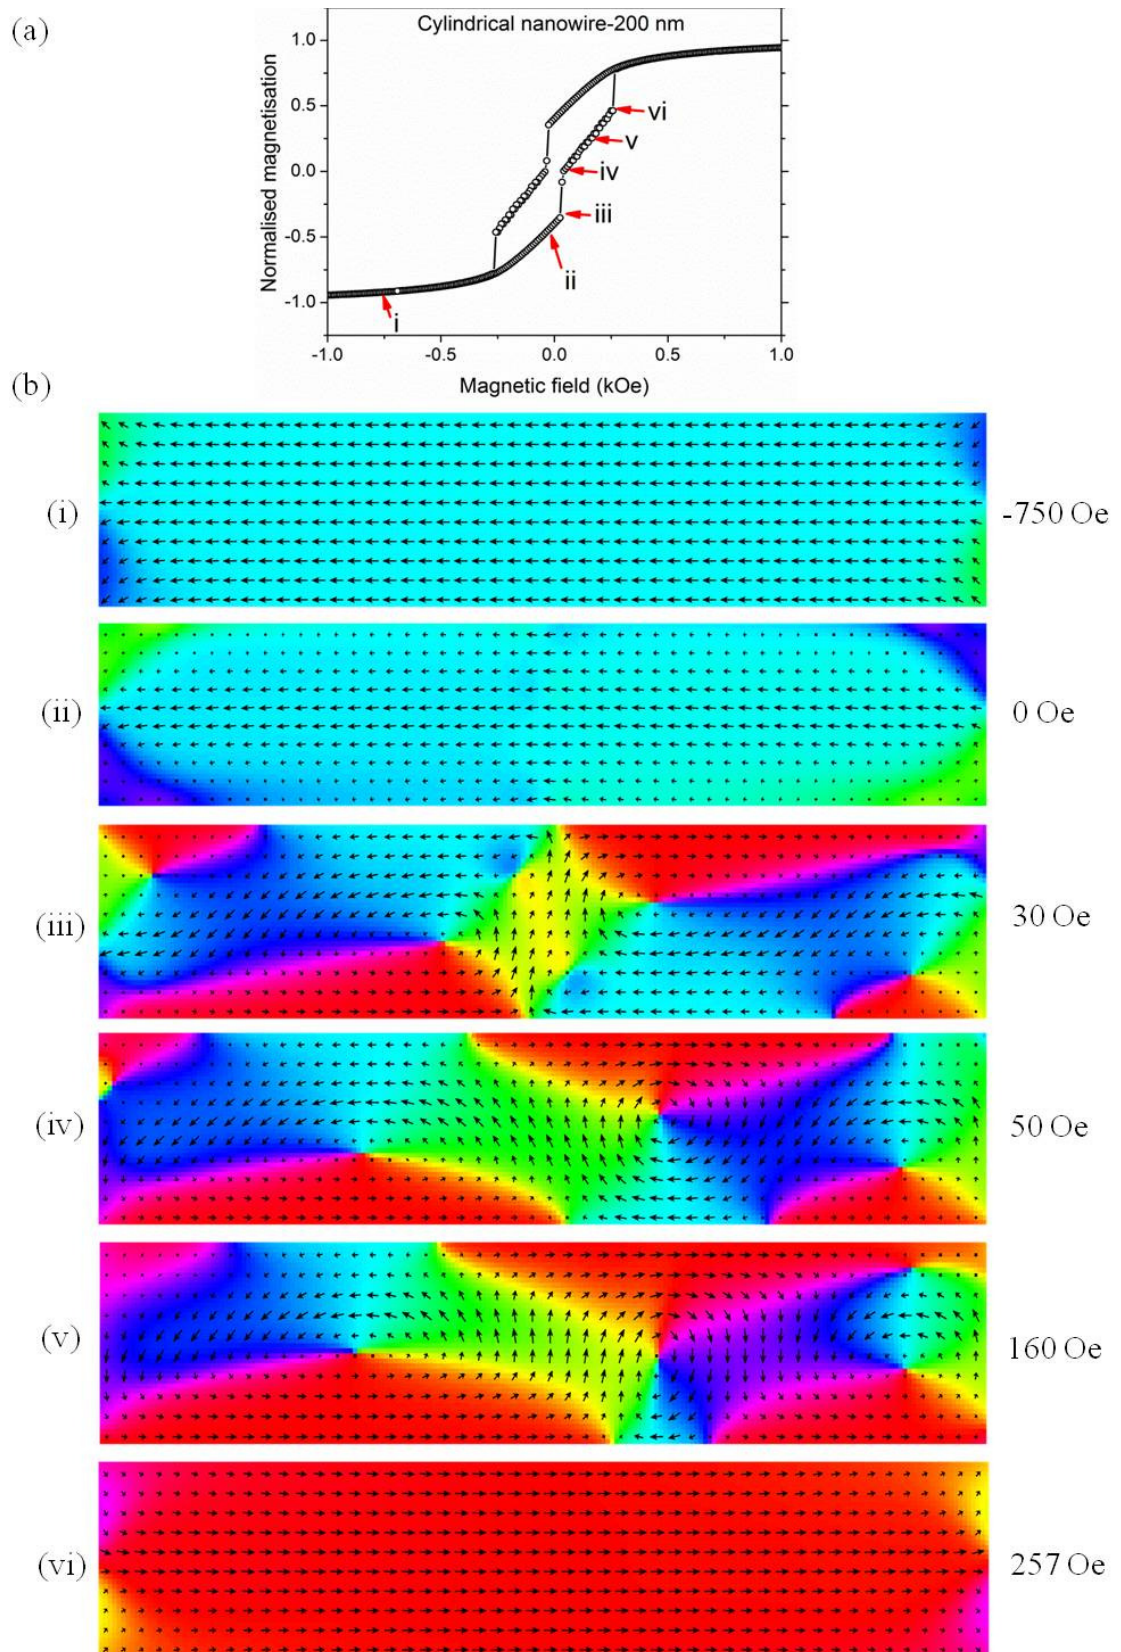 (a)
Cylindrical nanowire-200 nm
Normalised magnetisation
1.0
0.5
0.0
-0.5
-1.0
vi
v
iv
iii
ii
i
-1.0 -0.5 0.0 0.5 1.0
Magnetic field (kOe)
(b)
(i) -750 Oe
(ii) 0 Oe
(iii) 30 Oe
(iv) 50 Oe
(v) 160 Oe
(vi) 257 Oe